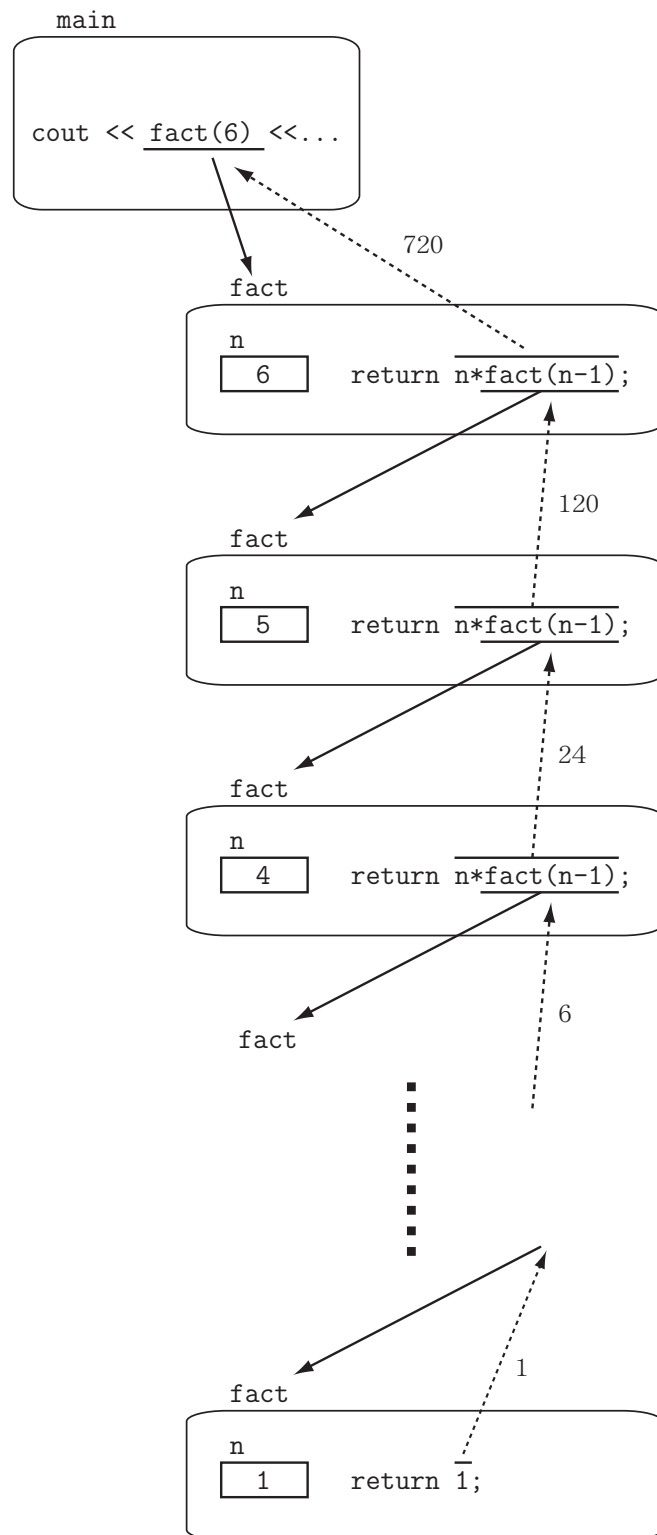 main
cout << fact(6) <<...
720
fact
n
6 return n*fact(n-1);
120
fact
n
5 return n*fact(n-1);
24
fact
n
4 return n*fact(n-1);
6
fact
1
fact
n
1 return 1;